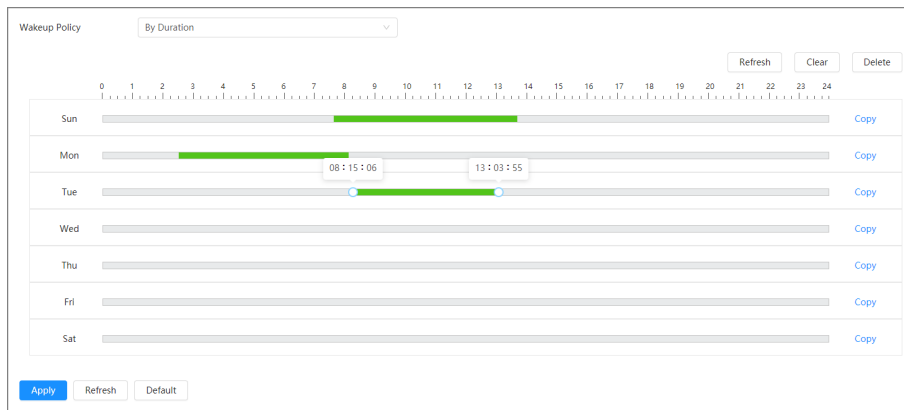 Wakeup Policy By Duration
Refresh Clear Delete
0 1 2 3 4 5 6 7 8 9 10 11 12 13 14 15 16 17 18 19 20 21 22 23 24
Sun Copy
Mon Copy
08 : 15 : 06 13 : 03 : 55
Tue Copy
Wed Copy
Thu Copy
Fri Copy
Sat Copy
Apply Refresh Default